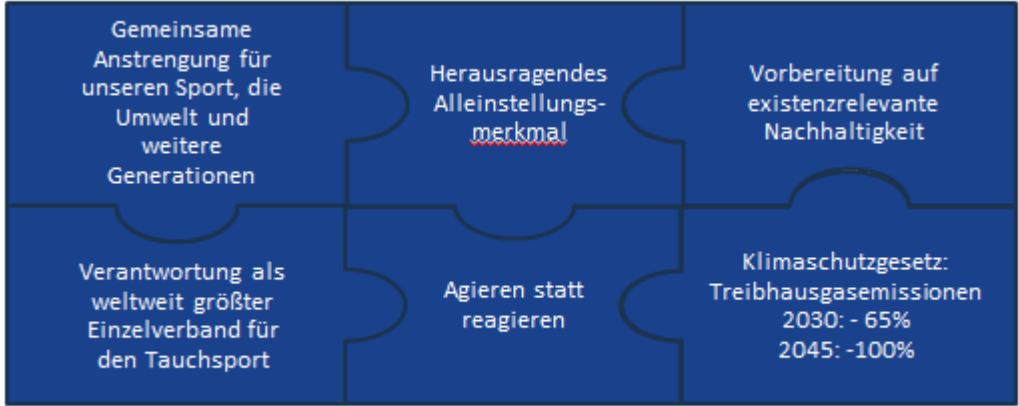 Gemeinsame
Anstrengung für
unseren Sport, die
Umwelt und
weitere
Generationen
Herausragendes
Alleinstellungs-
merkmal
Vorbereitung auf
existenzrelevante
Nachhaltigkeit
Verantwortung als
weltweit größter
Einzelverband für
den Tauchsport
Agieren statt
reagieren
Klimaschutzgesetz:
Treibhausgasemissionen
2030: - 65%
2045: -100%